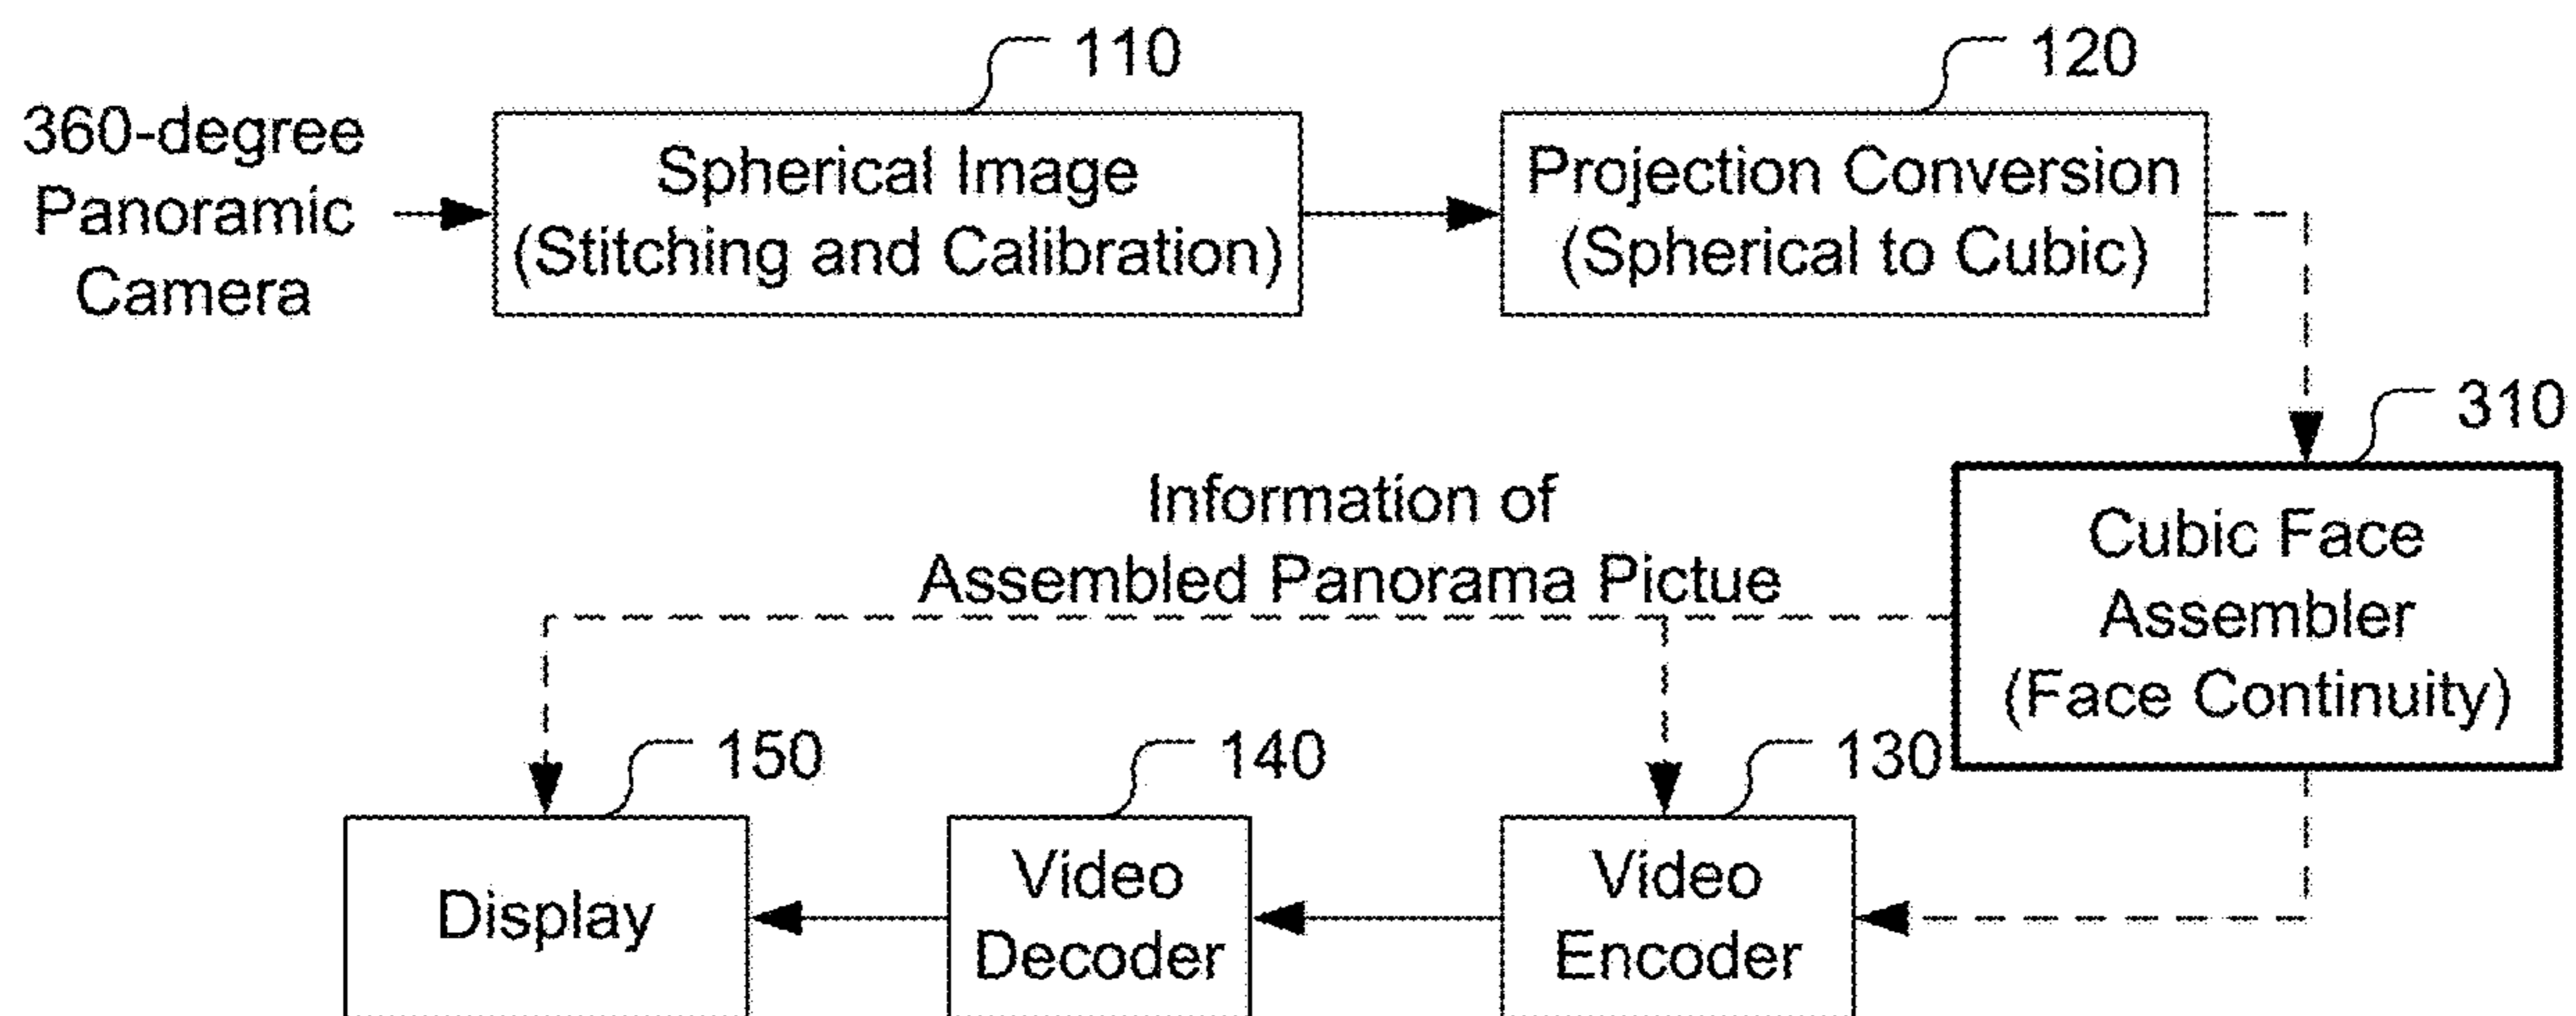 110
120
360-degree
Panoramic
Camera
Spherical Image
(Stitching and Calibration)
Projection Conversion
(Spherical to Cubic)
310
Information of
Assembled Panorama Pictue
Cubic Face
Assembler
(Face Continuity)
150
140
130
Display
Video
Decoder
Video
Encoder